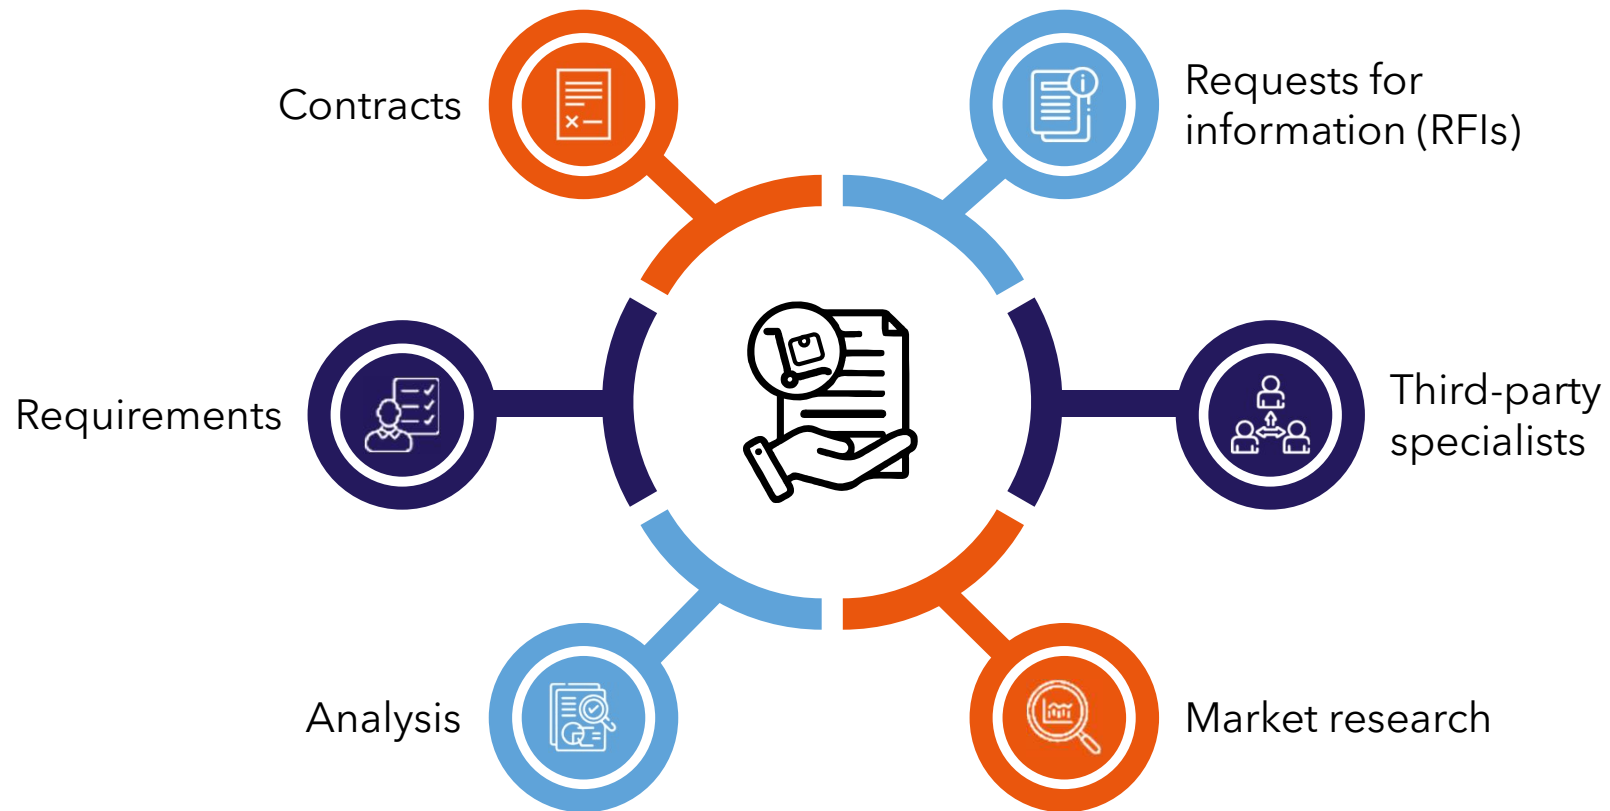 Contracts
Requests for
information (RFIs)
Requirements
Third-party
specialists
Analysis
Market research